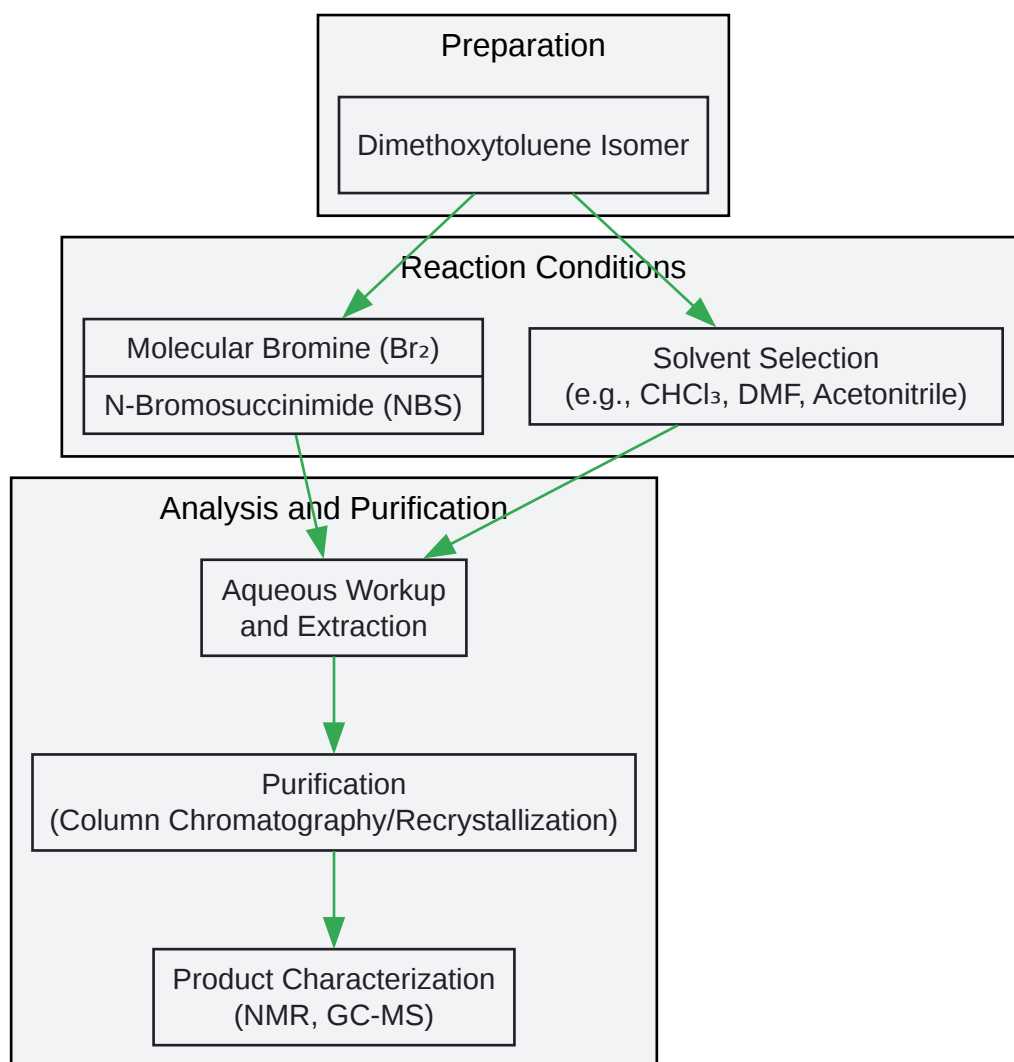 Preparation
Dimethoxytoluene Isomer
Reaction Conditions
Molecular Bromine (Br₂)
N-Bromosuccinimide (NBS)
Solvent Selection
(e.g., CHCl₃, DMF, Acetonitrile)
Analysis and Purification
Aqueous Workup
and Extraction
Purification
(Column Chromatography/Recrystallization)
Product Characterization
(NMR, GC-MS)